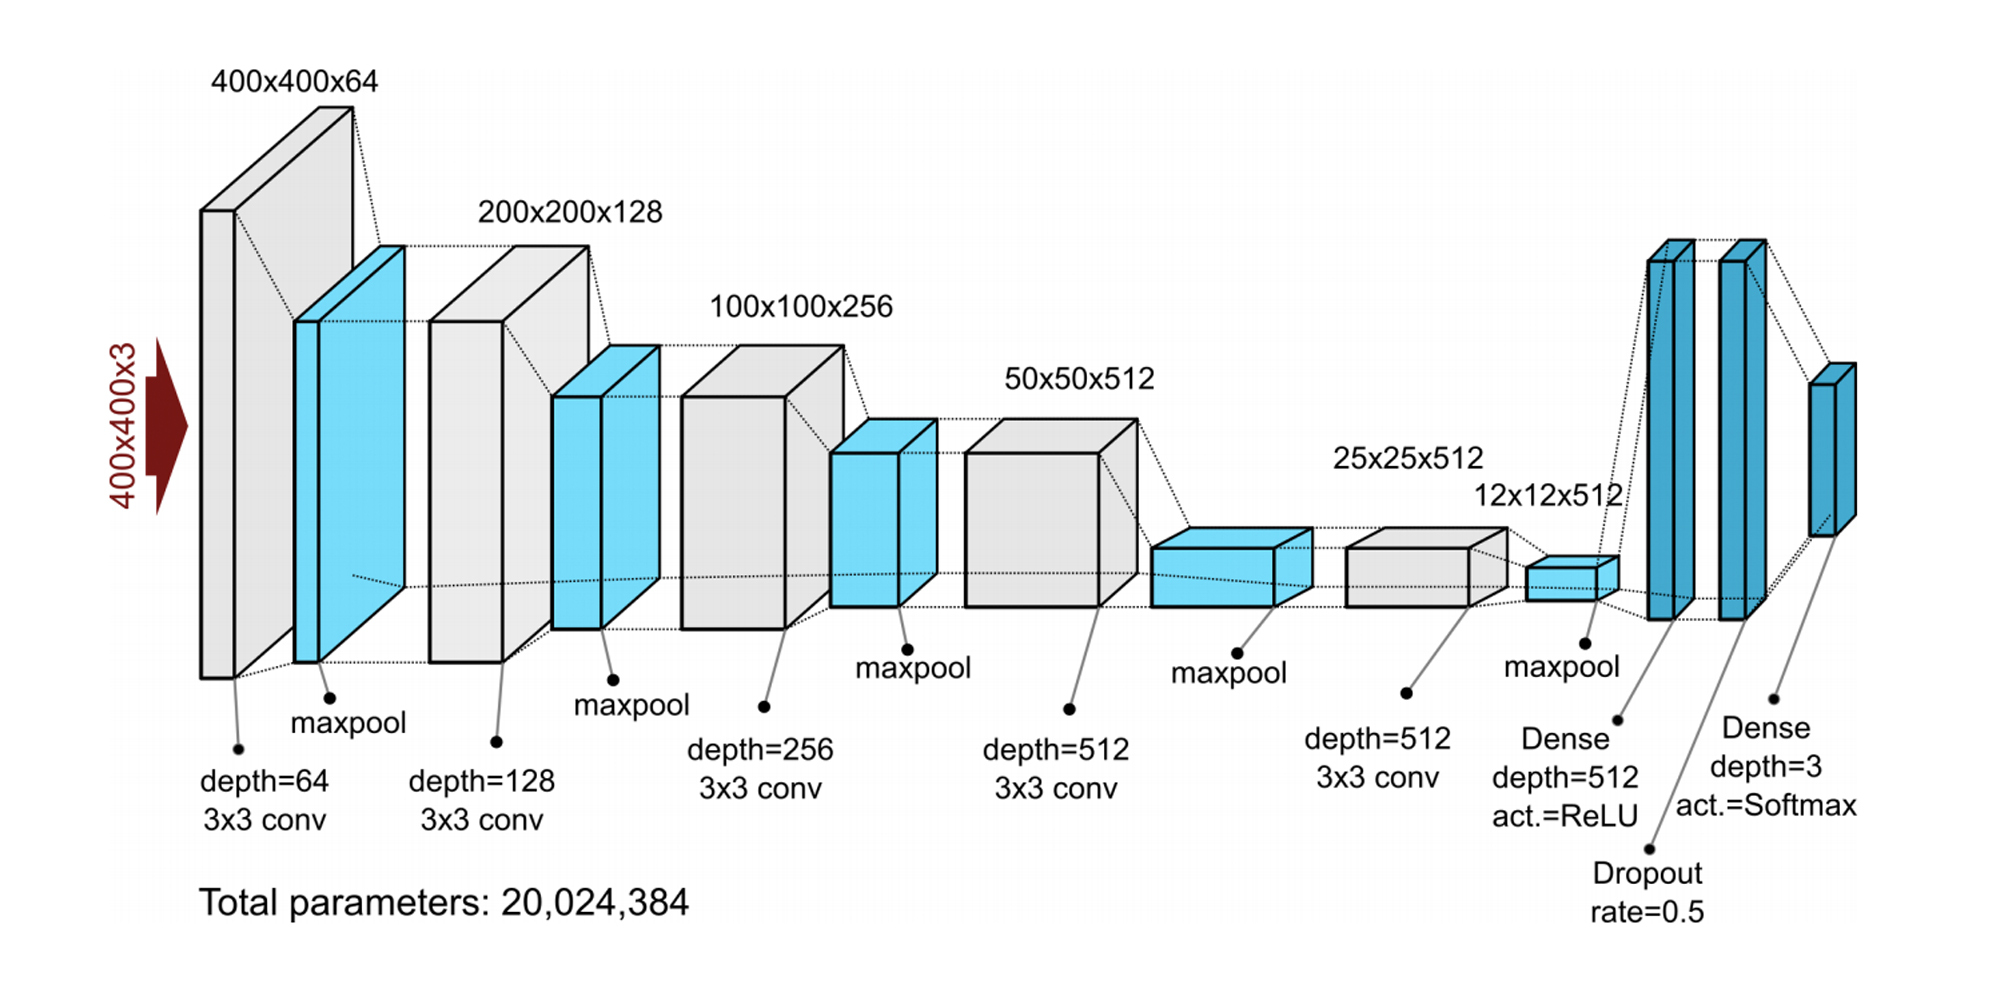 400x400x64
200x200x128
100x100x256
50x50x512
25x25x512
12x12x512
400x400x3
maxpool
maxpool
maxpool
maxpool
maxpool
depth=64
3x3 conv
depth=128
3x3 conv
depth=256
3x3 conv
depth=512
3x3 conv
depth=512
3x3 conv
Dense
depth=512
act.=ReLU
Dense
depth=3
act.=Softmax
Dropout
rate=0.5
Total parameters: 20,024,384